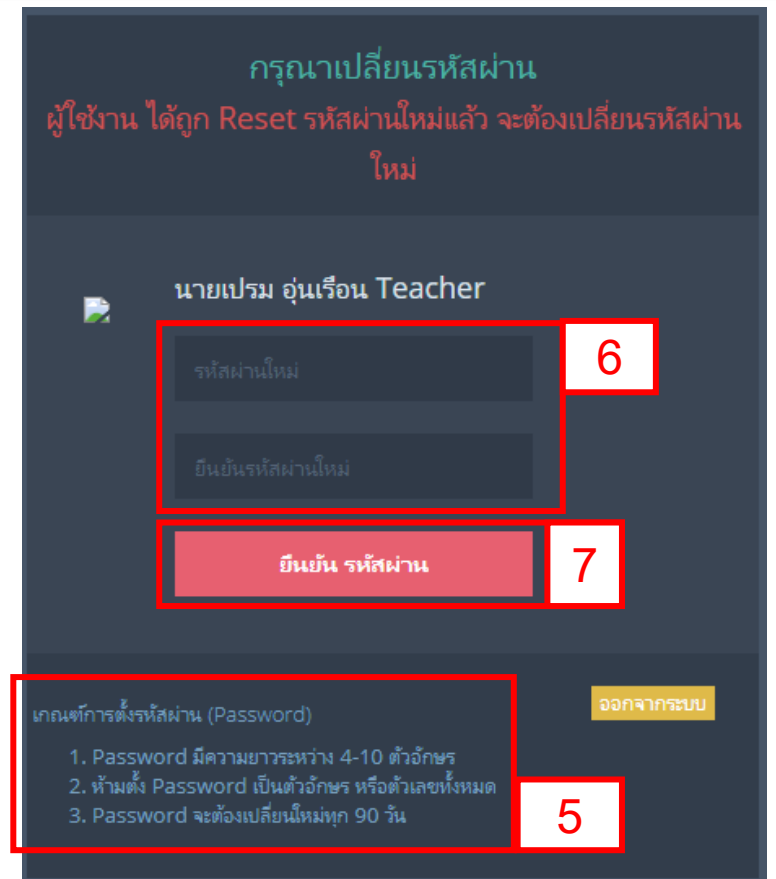 กรุณาเปลี่ยนรหัสผ่าน
ผู้ใช้งาน ได้ถูก Reset รหัสผ่านใหม่แล้ว จะต้องเปลี่ยนรหัสผ่าน
ใหม่
นายเปรม อุ่นเรือน Teacher
6
รหัสผ่านใหม่
ยืนยันรหัสผ่านใหม่
ยืนยัน รหัสผ่าน
7
ออกจากระบบ
เกณฑ์การตั้งรหัสผ่าน (Password)
1. Password มีความยาวระหว่าง 4-10 ตัวอักษร
2. ห้ามตั้ง Password เป็นตัวอักษร หรือตัวเลขทั้งหมด
3. Password จะต้องเปลี่ยนใหม่ทุก 90 วัน
5